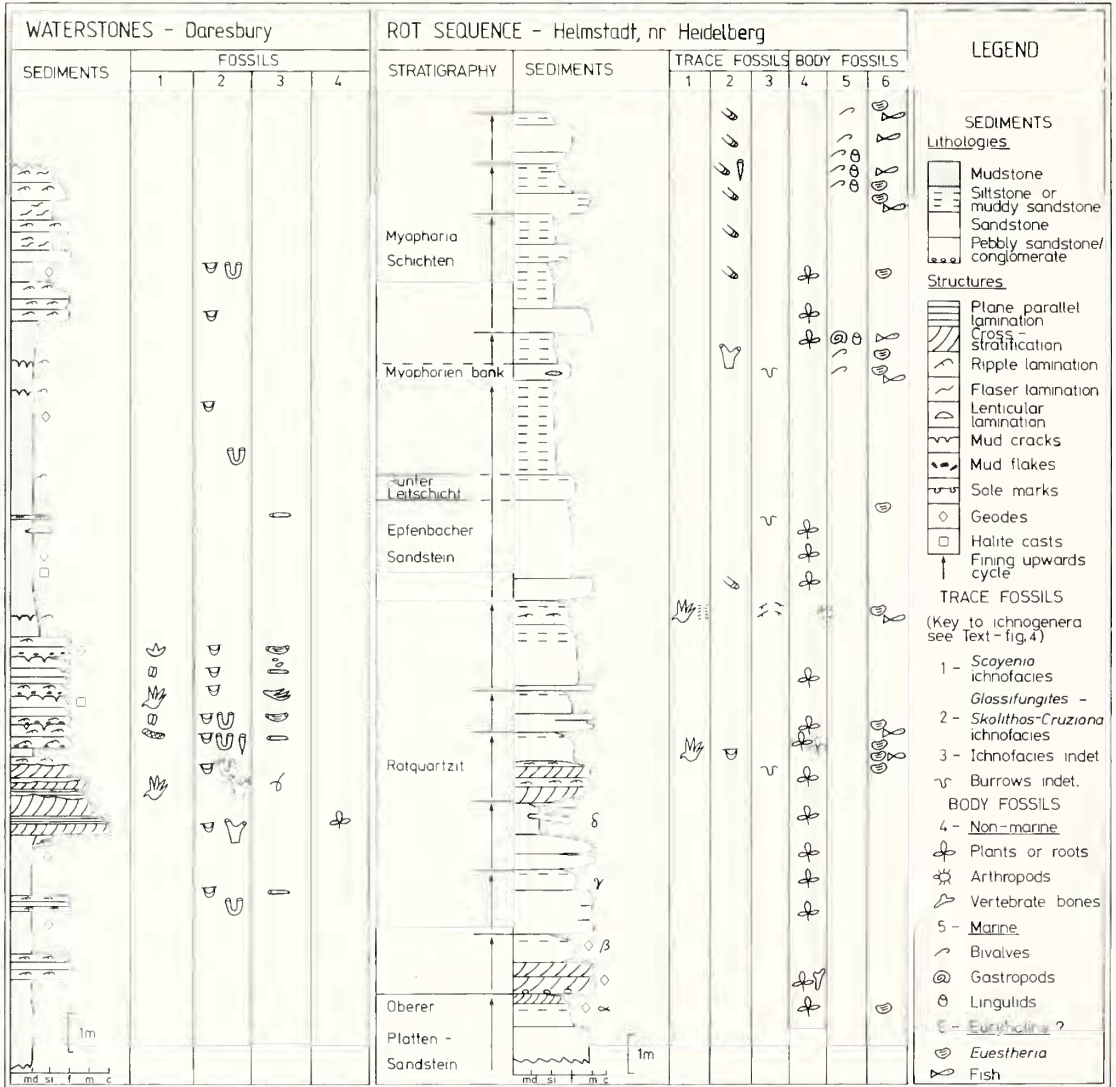 WATERSTONES - Daresbury
SEDIMENTS
FOSSILS
1 2 3 4
1m
md si f m c
ROT SEQUENCE - Helmstadt, nr Heidelberg
STRATIGRAPHY
SEDIMENTS
TRACE FOSSILS
BODY FOSSILS
1 2 3 4 5 6
Myopharia
Schichten
Myophorien bank
Leitschicht
Epfenbacher
Sandstein
Rotquartzit
Oberer
Platten -
Sandstein
δ
γ
β
α
1m
md si f m c
LEGEND
SEDIMENTS
Lithologies
Mudstone
Siltstone or
muddy sandstone
Sandstone
Pebbly sandstone/
conglomerate
Structures
Plane parallel
lamination
Cross -
stratification
Ripple lamination
Flaser lamination
Lenticular
lamination
Mud cracks
Mud flakes
Sole marks
Geodes
Halite casts
Fining upwards
cycle
TRACE FOSSILS
(Key to ichnogenera
see Text-fig. 4)
1 - Scoyenia
ichnofacies
Glossifungites -
2 - Skolithos-Cruziana
ichnofacies
3 - Ichnofacies indet
Burrows indet.
BODY FOSSILS
4 - Non-marine
Plants or roots
Arthropods
Vertebrate bones
5 - Marine
Bivalves
Gastropods
Lingulids
Euryhaline ?
Euestheria
Fish